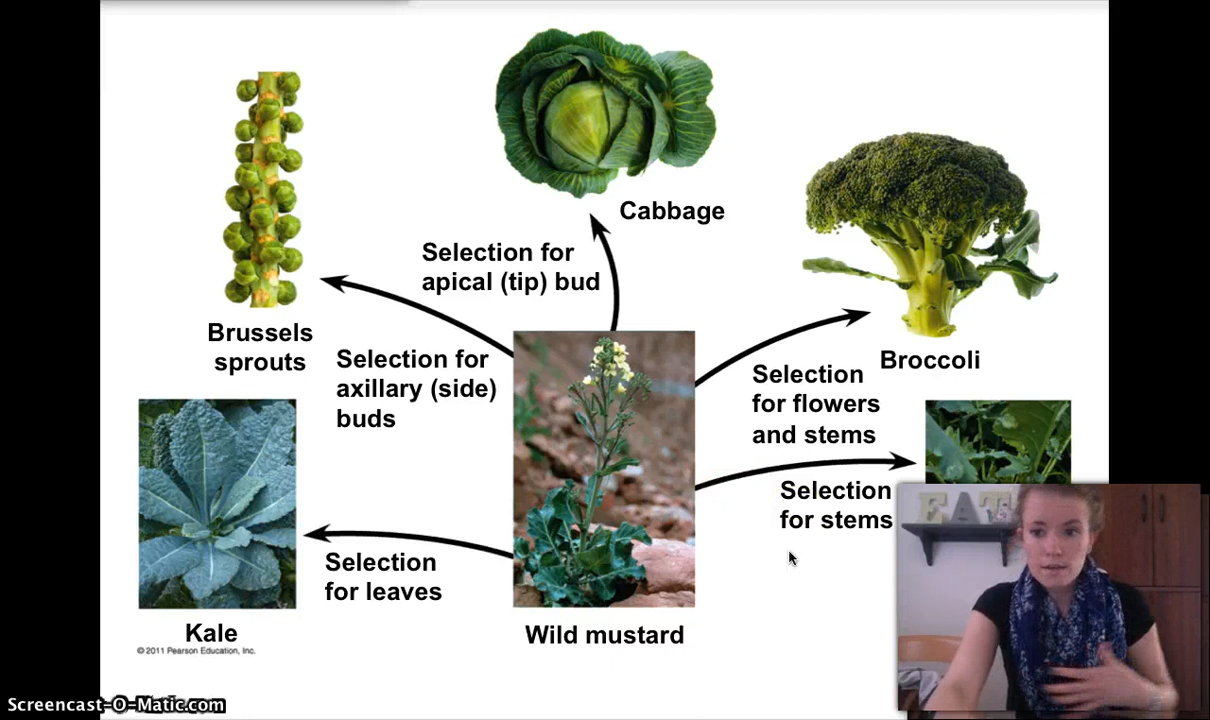 Cabbage
Selection for
apical (tip) bud
Brussels
sprouts
Selection for
axillary (side)
buds
Broccoli
Selection
for flowers
and stems
Selection
for stems
EAT
Selection
for leaves
Kale
Wild mustard
© 2011 Pearson Education, Inc.
Screencast-O-Matic.com